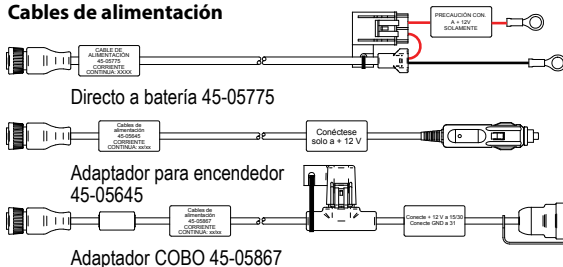 Cables de alimentación
CABLE DE
ALIMENTACIÓN
45-05775
CORRIENTE
CONTINUA: XXXX
PRECAUCIÓN CON.
A + 12V
SOLAMENTE
Directo a batería 45-05775
Cables de
alimentación
45-05645
CORRIENTE
CONTINUA: xx/xx
Conéctese
solo a + 12 V
Adaptador para encendedor
45-05645
Cables de
alimentación
45-05867
CORRIENTE
CONTINUA: xx/xx
Conecte + 12 V a 15/30
Conecte GND a 31
Adaptador COBO 45-05867